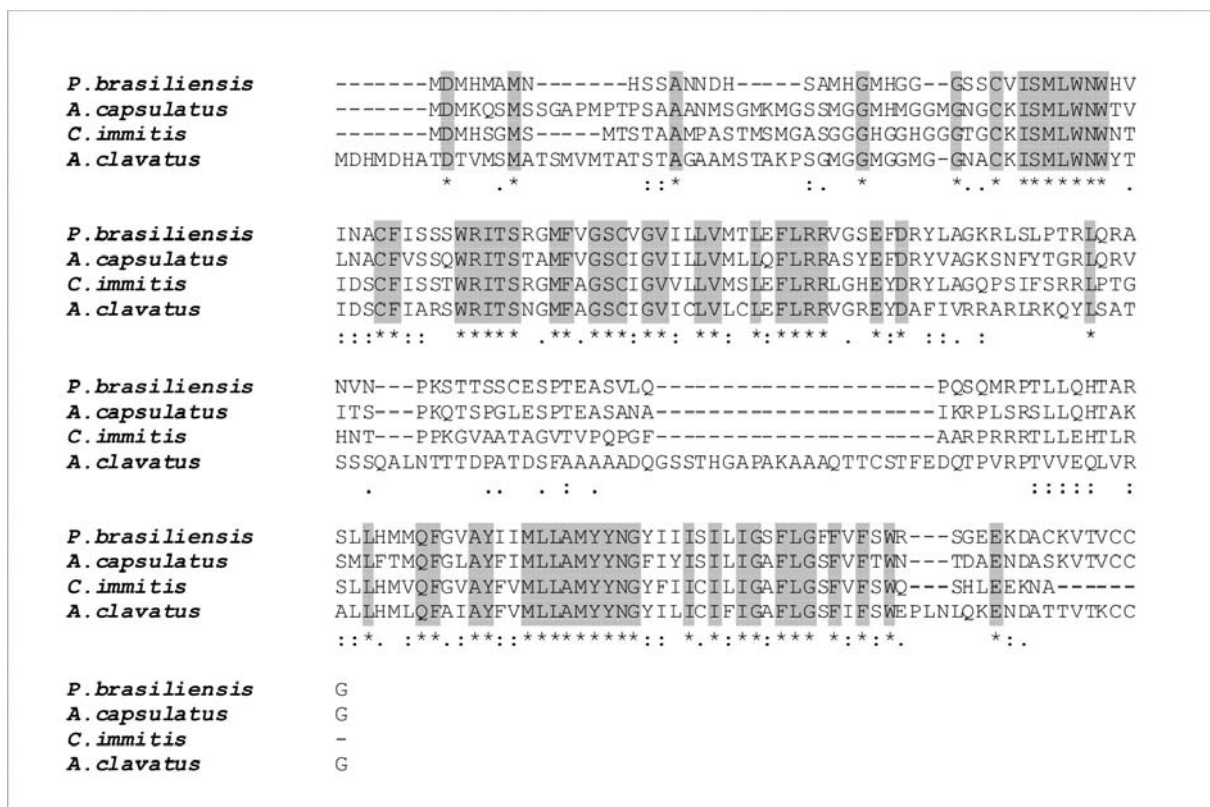 P.brasiliensis -------MDMHMAMN------HSSANNDH-----SAMHGMHGG--GSSCVISMLWNWHV
A.capsulatus -------MDMKQSMSSGAPMPTPSAAANMSGMKMGSSMGGMHMGGMGNGCKISMLWNWTV
C.immitis -------MDMHSGMS-----MTSTAAMPASTMSMGASGGGHGGHGGGTGCKISMLWNWNT
A.clavatus MDHMDHATDTVMSMATSMVMTATSTAGAAMSTAKPSGMGGMGGMG-GNACKISMLWNWYT
* .* ::* :. * *..* ******* .
P.brasiliensis INACFISSSWRITSRGMFVGSCVGVILLVMTLEFLRRVGSEFDRYLAGKRLSLPTRLQRA
A.capsulatus LNACFVSSQWRITSTAMFVGSCIGVILLVMLLQFLRRASYEFDRYVAGKSNFYTGRLQRV
C.immitis IDSCFISSTWRITSRGMFAGSCIGVVLLVMSLEFLRRLGHEYDRYLAGQPSIFSRRLPTG
A.clavatus IDSCFIARSWRITSNGMFAGSCIGVICLVLCLEFLRRVGREYDAFIVRRARLRKQYLSAT
:::**:: ***** .**.***:**: **: *:**** . *:* ::. : *
P.brasiliensis NVN---PKSTTSSCESPTEASVLQ---------------------PQSQMRPTLLQHTAR
A.capsulatus ITS---PKQTSPGLESPTEASANA---------------------IKRPLSRSLLQHTAK
C.immitis HNT---PPKGVAATAGVTVPQPGF---------------------AARPRRRTLLEHTLR
A.clavatus SSSQALNTTTDPATDSFAAAAADQGSSTHGAPAKAAAQTTCSTFEDQTPVRPTVVEQLVR
. .. . : . ::::: :
P.brasiliensis SLLHMMQFGVAYIIMLLAMYYNGYIIISILIGSFLGFFVFSWR---SGEEKDACKVTVCC
A.capsulatus SMLFTMQFGLAYFIMLLAMYYNGFIYISILIGAFLGSFVFTWN---TDAENDASKVTVCC
C.immitis SLLHMVQFGVAYFVMLLAMYYNGYFIICILIGAFLGSFVFSWQ---SHLEEKNA------
A.clavatus ALLHMLQFAIAYFVMLLAMYYNGYILICIFIGAFLGSFIFSWEPLNLQKENDATTVTKCC
::*. :**.:**::*********:: *.*:**:*** *:*:*. *:.
P.brasiliensis G
A.capsulatus G
C.immitis -
A.clavatus G